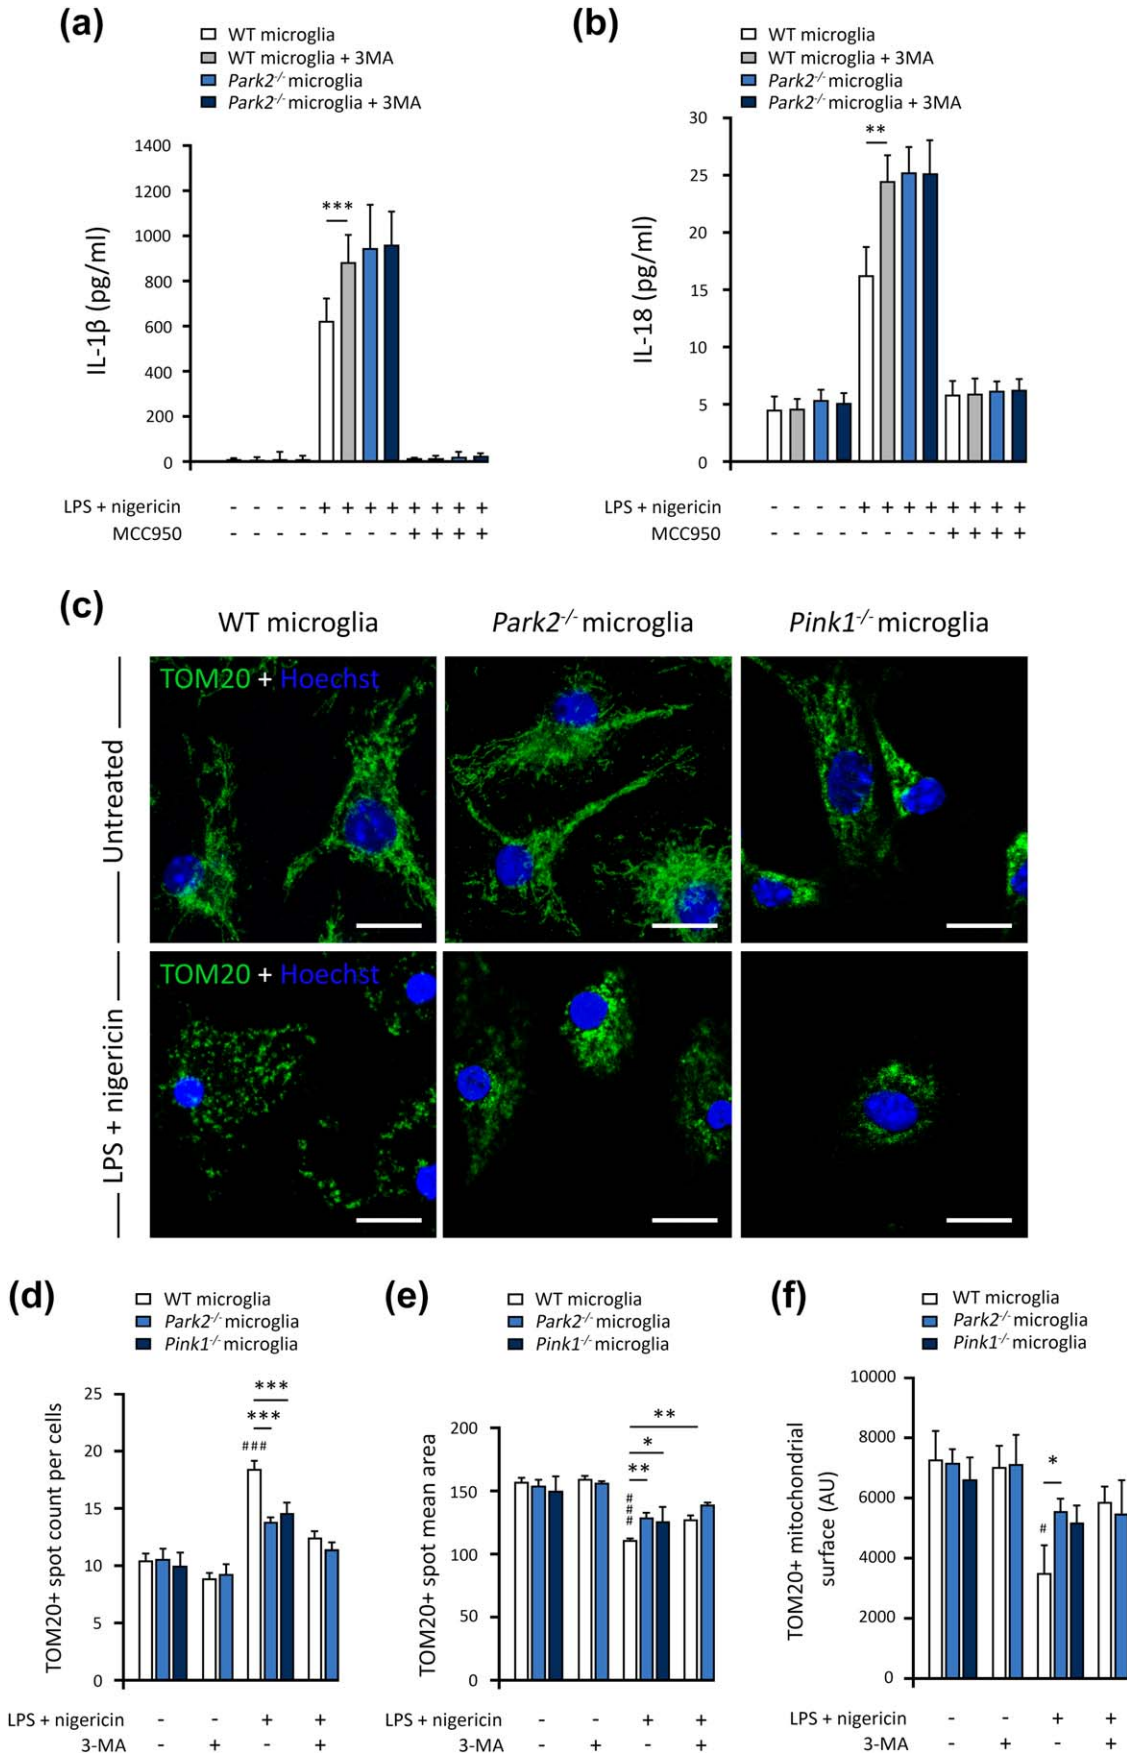 (a)
WT microglia
WT microglia + 3MA
Park2-/- microglia
Park2-/- microglia + 3MA
1400
1200
1000
800
600
400
200
0
IL-1β (pg/ml)
***
LPS + nigericin - - - - + + + + + + + +
MCC950 - - - - - - - - + + + +
(b)
WT microglia
WT microglia + 3MA
Park2-/- microglia
Park2-/- microglia + 3MA
30
25
20
15
10
5
0
IL-18 (pg/ml)
**
LPS + nigericin - - - - + + + + + + + +
MCC950 - - - - - - - - + + + +
(c)
WT microglia Park2-/- microglia Pink1-/- microglia
Untreated
TOM20 + Hoechst
LPS + nigericin
TOM20 + Hoechst
(d)
WT microglia
Park2-/- microglia
Pink1-/- microglia
25
20
15
10
5
0
TOM20+ spot count per cells
***
***
###
LPS + nigericin - - + +
3-MA - + - +
(e)
WT microglia
Park2-/- microglia
Pink1-/- microglia
200
150
100
50
0
TOM20+ spot mean area
**
*
**
###
LPS + nigericin - - + +
3-MA - + - +
(f)
WT microglia
Park2-/- microglia
Pink1-/- microglia
10000
8000
6000
4000
2000
0
TOM20+ mitochondrial
surface (AU)
*
#
LPS + nigericin - - + +
3-MA - + - +